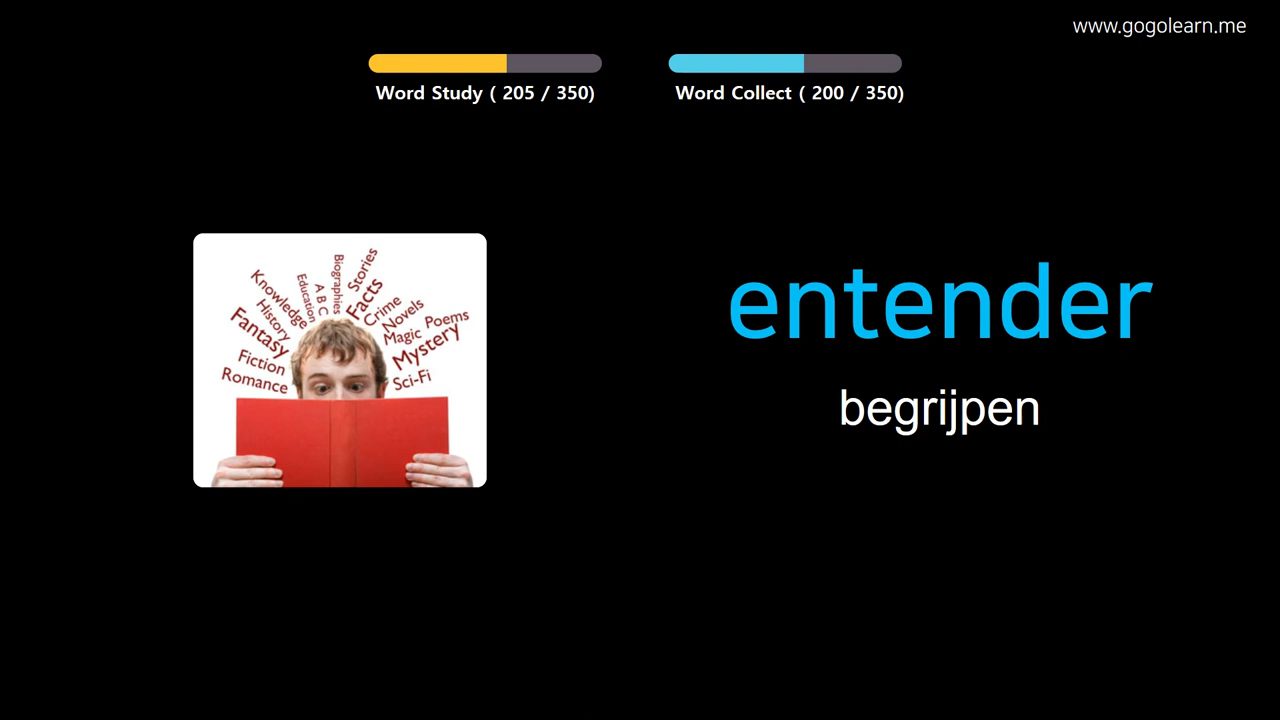 www.gogolearn.me
Word Study ( 205 / 350)
Word Collect ( 200 / 350)
Knowledge
History
Fantasy
Fiction
Romance
Education
A B C
Biographies
Stories
Facts
Crime
Novels
Magic
Poems
Mystery
Sci-Fi
entender
begrijpen